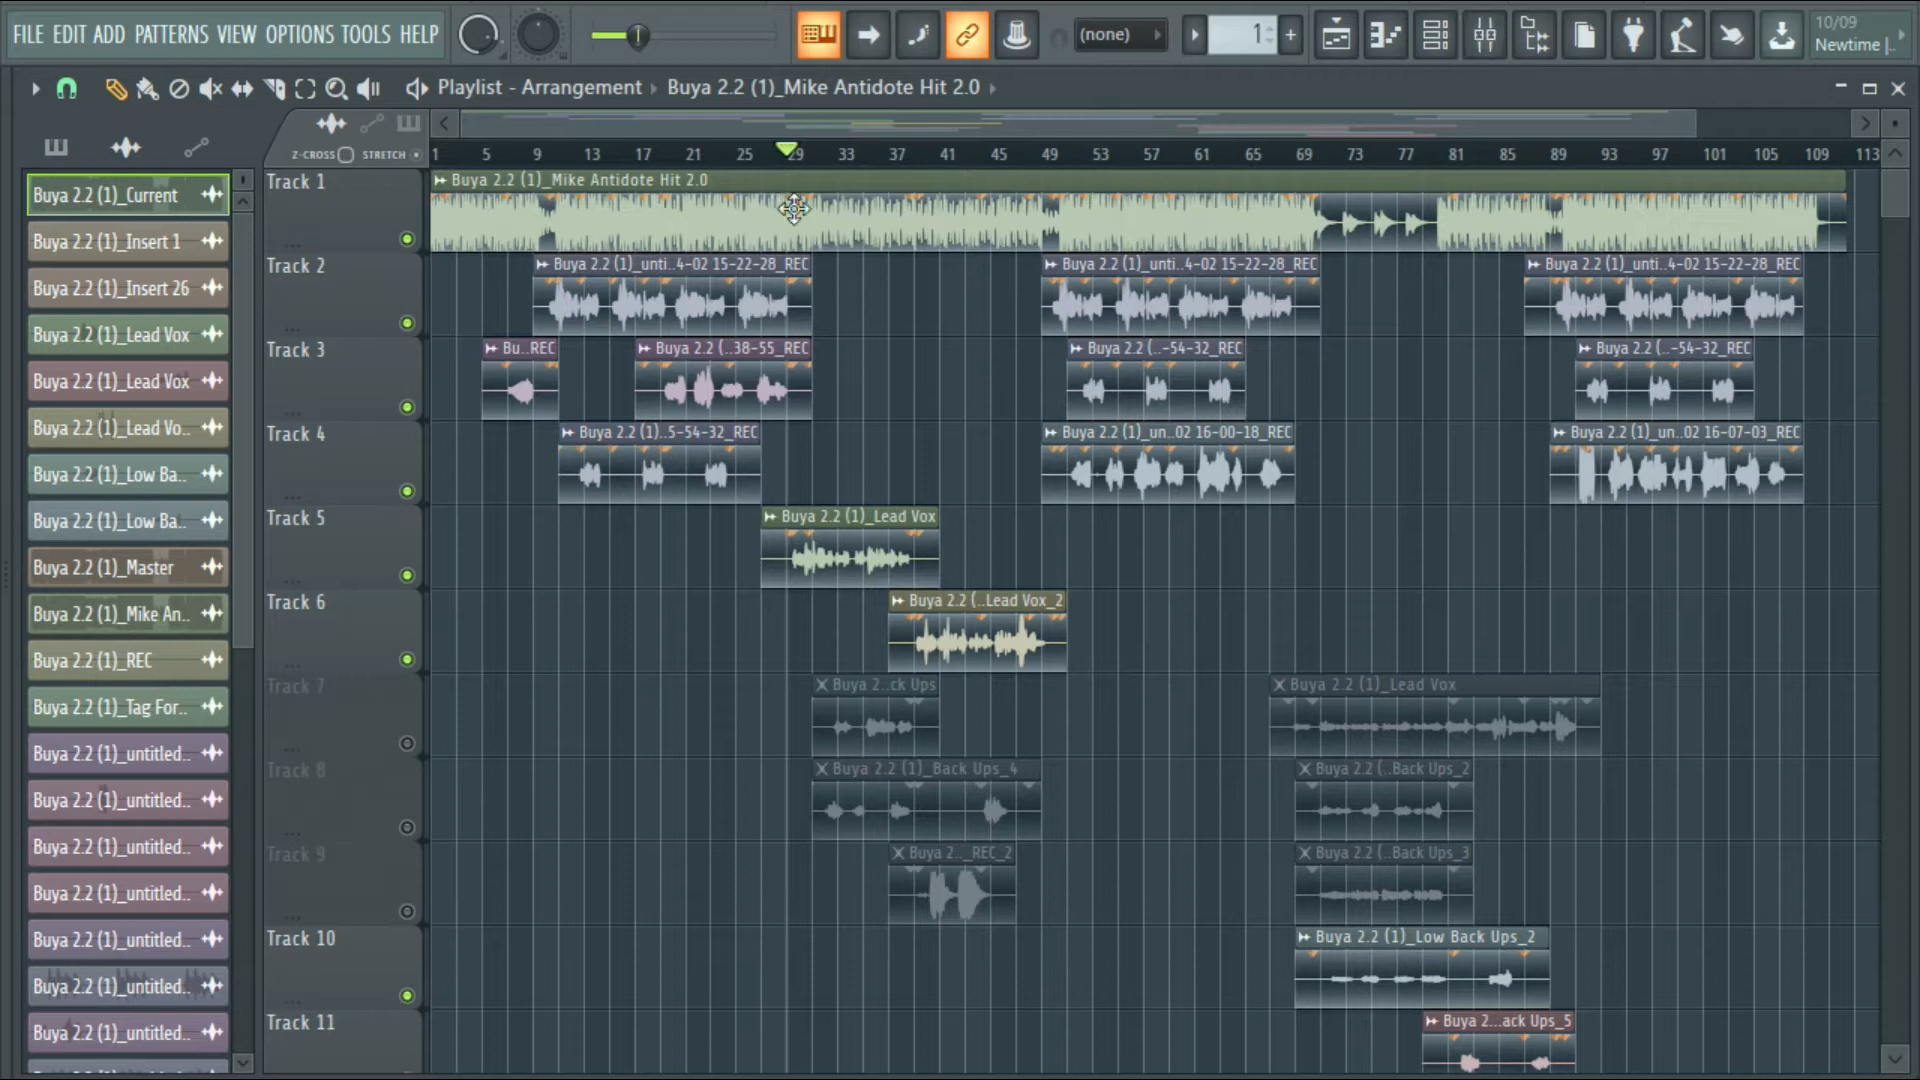 FILE EDIT ADD PATTERNS VIEW OPTIONS TOOLS HELP
(none)
1
+
10/09
Newtime |..
Playlist - Arrangement › Buya 2.2 (1)_Mike Antidote Hit 2.0 ›
Z-CROSS STRETCH
1 5 9 13 17 21 25 29 33 37 41 45 49 53 57 61 65 69 73 77 81 85 89 93 97 101 105 109 113
Buya 2.2 (1)_Current
Buya 2.2 (1)_Insert 1
Buya 2.2 (1)_Insert 26
Buya 2.2 (1)_Lead Vox
Buya 2.2 (1)_Lead Vox
Buya 2.2 (1)_Lead Vo..
Buya 2.2 (1)_Low Ba..
Buya 2.2 (1)_Low Ba..
Buya 2.2 (1)_Master
Buya 2.2 (1)_Mike An..
Buya 2.2 (1)_REC
Buya 2.2 (1)_Tag For..
Buya 2.2 (1)_untitled..
Buya 2.2 (1)_untitled..
Buya 2.2 (1)_untitled..
Buya 2.2 (1)_untitled..
Buya 2.2 (1)_untitled..
Buya 2.2 (1)_untitled..
Buya 2.2 (1)_untitled..
Track 1
Buya 2.2 (1)_Mike Antidote Hit 2.0
Track 2
Buya 2.2 (1)_unti..4-02 15-22-28_REC
Buya 2.2 (1)_unti..4-02 15-22-28_REC
Buya 2.2 (1)_unti..4-02 15-22-28_REC
Track 3
Bu..REC
Buya 2.2 (..38-55_REC
Buya 2.2 (..-54-32_REC
Buya 2.2 (..-54-32_REC
Track 4
Buya 2.2 (1)..5-54-32_REC
Buya 2.2 (1)_un..02 16-00-18_REC
Buya 2.2 (1)_un..02 16-07-03_REC
Track 5
Buya 2.2 (1)_Lead Vox
Track 6
Buya 2.2 (..Lead Vox_2
Track 7
Buya 2..ck Ups
Buya 2.2 (1)_Lead Vox
Track 8
Buya 2.2 (1)_Back Ups_4
Buya 2.2 (..Back Ups_2
Track 9
Buya 2.._REC_2
Buya 2.2 (..Back Ups_3
Track 10
Buya 2.2 (1)_Low Back Ups_2
Track 11
Buya 2...ack Ups_5